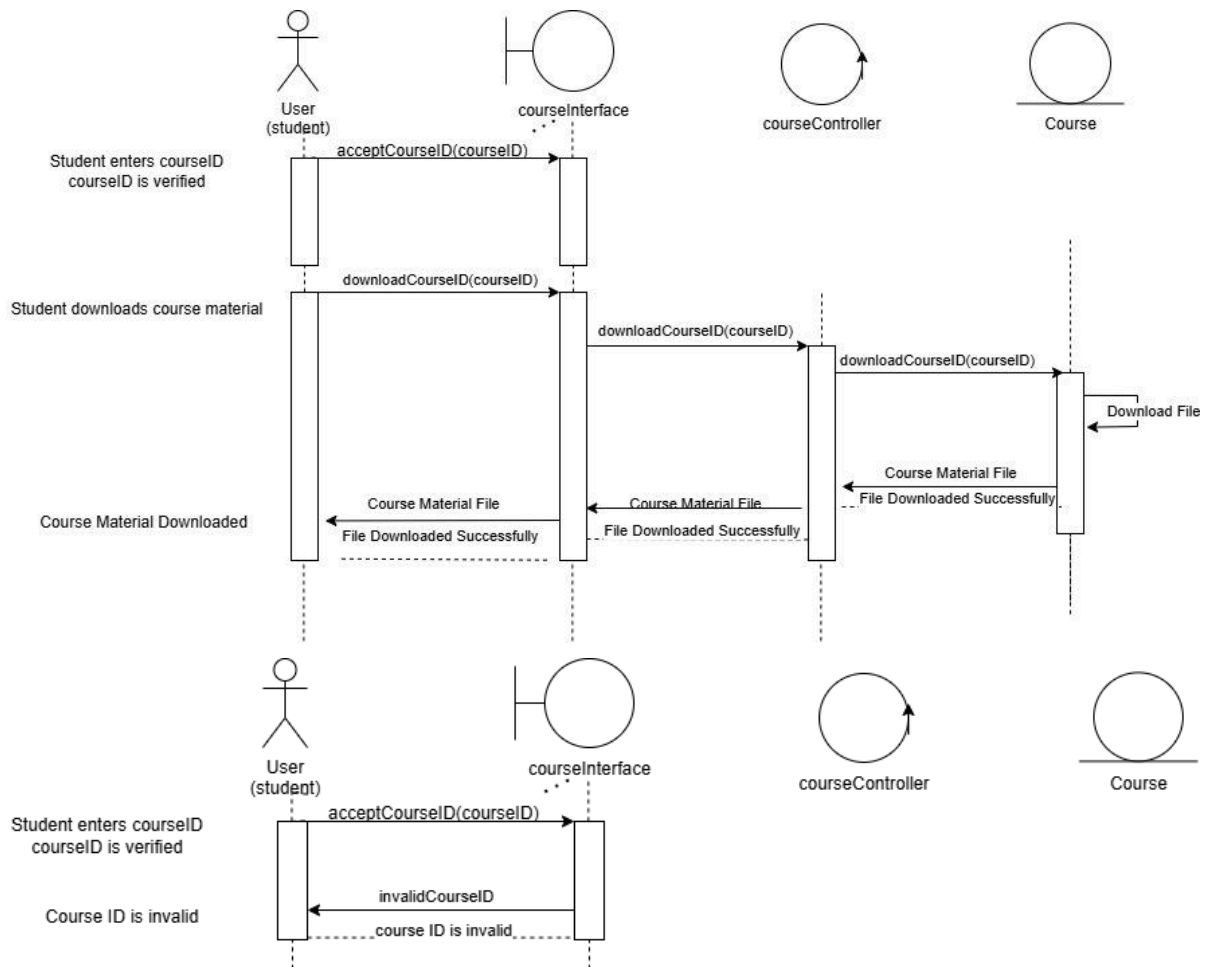 User
(student)
courseInterface
courseController
Course
Student enters courseID
courseID is verified
acceptCourseID(courseID)
downloadCourseID(courseID)
Student downloads course material
downloadCourseID(courseID)
downloadCourseID(courseID)
Download File
Course Material File
File Downloaded Successfully
Course Material File
File Downloaded Successfully
Course Material File
File Downloaded Successfully
Course Material Downloaded
User
(student)
courseInterface
courseController
Course
Student enters courseID
courseID is verified
acceptCourseID(courseID)
invalidCourseID
Course ID is invalid
course ID is invalid